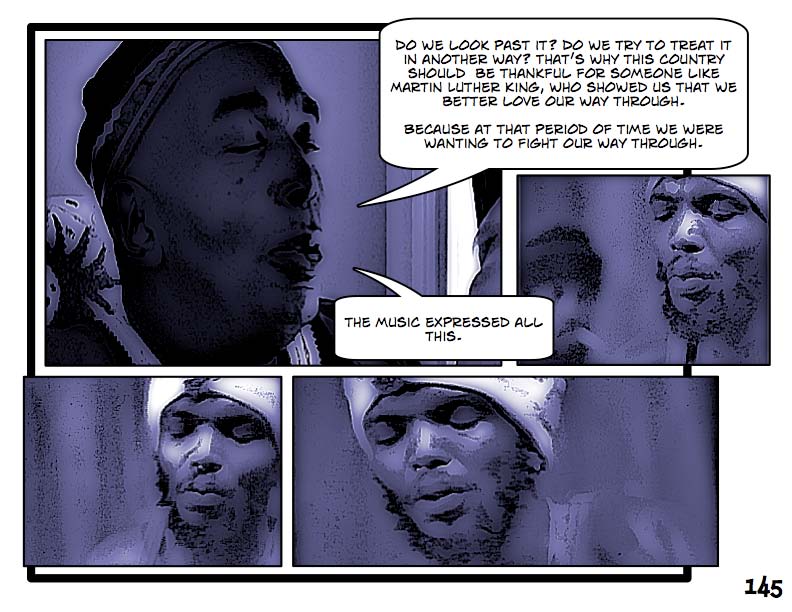 DO WE LOOK PAST IT? DO WE TRY TO TREAT IT
IN ANOTHER WAY? THAT'S WHY THIS COUNTRY
SHOULD BE THANKFUL FOR SOMEONE LIKE
MARTIN LUTHER KING, WHO SHOWED US THAT WE
BETTER LOVE OUR WAY THROUGH.
BECAUSE AT THAT PERIOD OF TIME WE WERE
WANTING TO FIGHT OUR WAY THROUGH.
THE MUSIC EXPRESSED ALL
THIS.
145